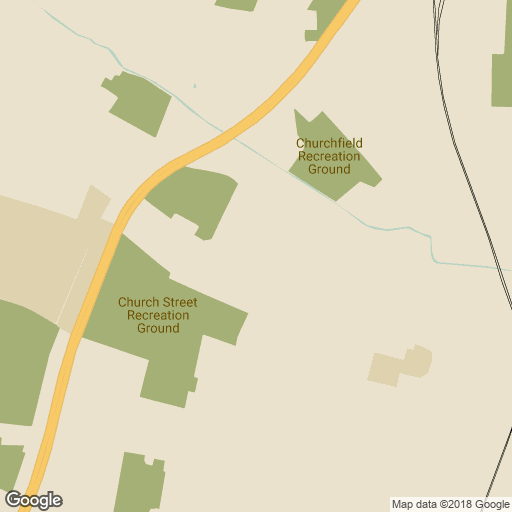 Churchfield
Recreation
Ground
Church Street
Recreation
Ground
Google
Map data ©2018 Google